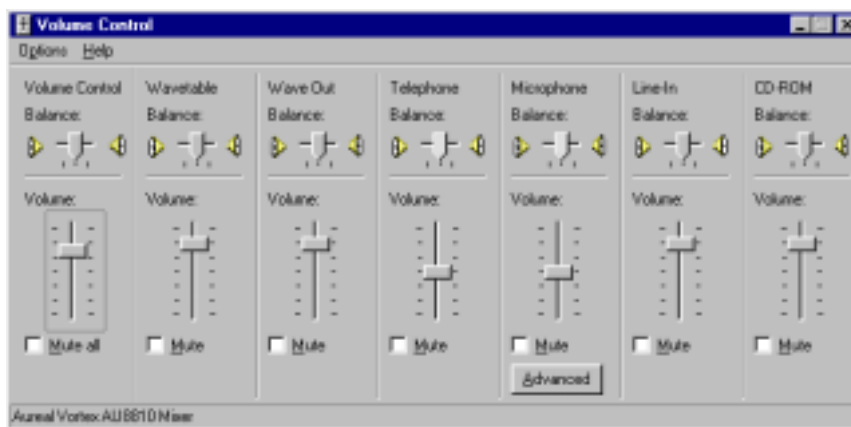 Volume Control
Options Help
Volume Control Wavetable Wave Out Telephone Microphone Line-In CD-ROM
Balance: Balance: Balance: Balance: Balance: Balance: Balance:
Volume: Volume: Volume: Volume: Volume: Volume: Volume:
Mute all Mute Mute Mute Mute Mute Mute
Advanced
Aureal Vortex AU8810 Mixer